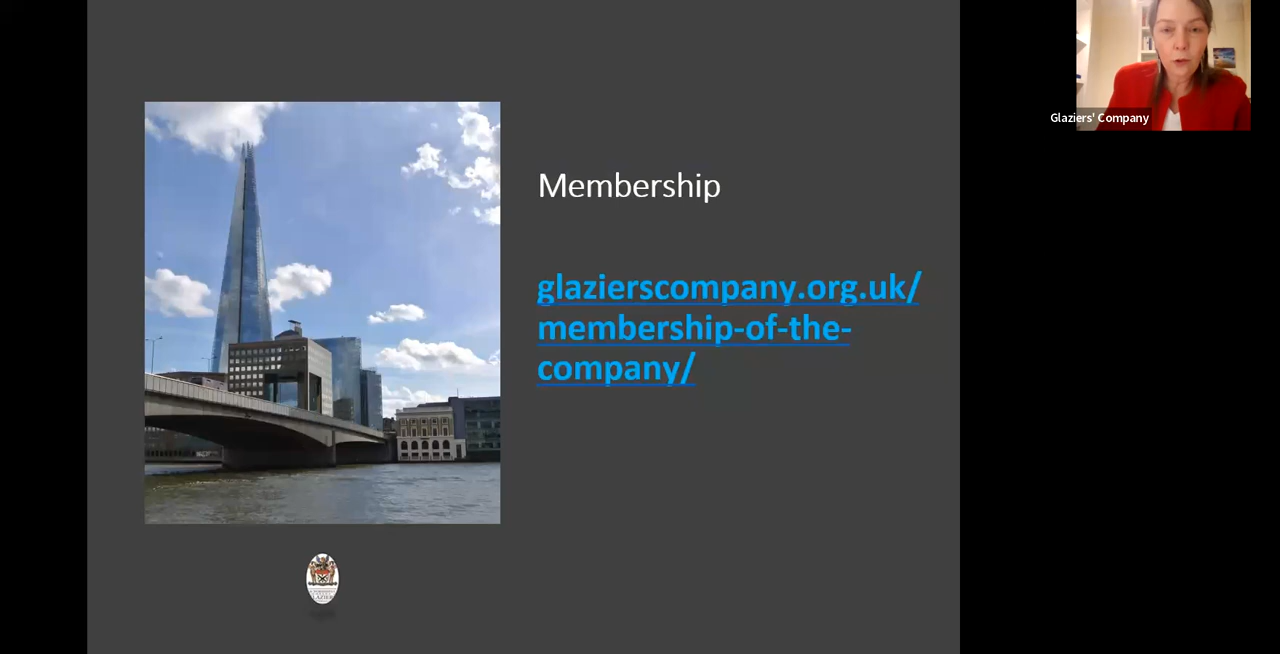 Glaziers' Company
Membership
glazierscompany.org.uk/
membership-of-the-
company/